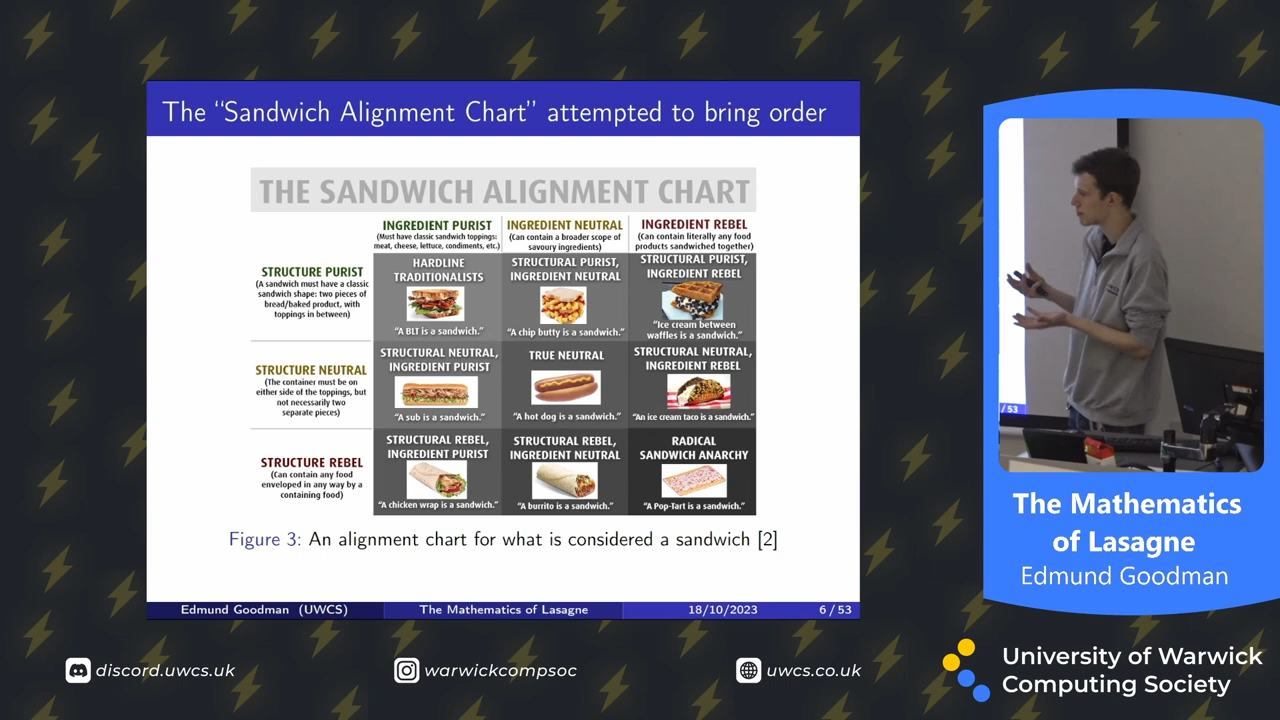 The “Sandwich Alignment Chart” attempted to bring order
THE SANDWICH ALIGNMENT CHART
INGREDIENT PURIST
(Must have classic sandwich toppings:
meat, cheese, lettuce, condiments, etc.)
INGREDIENT NEUTRAL
(Can contain a broader scope of
savoury ingredients)
INGREDIENT REBEL
(Can contain literally any food
products sandwiched together)
STRUCTURE PURIST
(A sandwich must have a classic
sandwich shape: two pieces of
bread/baked product, with
toppings in between)
HARDLINE
TRADITIONALISTS
"A BLT is a sandwich."
STRUCTURAL PURIST,
INGREDIENT NEUTRAL
"A chip butty is a sandwich."
STRUCTURAL PURIST,
INGREDIENT REBEL
"Ice cream between
waffles is a sandwich."
STRUCTURE NEUTRAL
(The container must be on
either side of the toppings, but
not necessarily two
separate pieces)
STRUCTURAL NEUTRAL,
INGREDIENT PURIST
"A sub is a sandwich."
TRUE NEUTRAL
"A hot dog is a sandwich."
STRUCTURAL NEUTRAL,
INGREDIENT REBEL
"An ice cream taco is a sandwich."
STRUCTURE REBEL
(Can contain any food
enveloped in any way by a
containing food)
STRUCTURAL REBEL,
INGREDIENT PURIST
"A chicken wrap is a sandwich."
STRUCTURAL REBEL,
INGREDIENT NEUTRAL
"A burrito is a sandwich."
RADICAL
SANDWICH ANARCHY
"A Pop-Tart is a sandwich."
Figure 3: An alignment chart for what is considered a sandwich [2]
Edmund Goodman (UWCS)
The Mathematics of Lasagne
18/10/2023
6 / 53
/ 53
The Mathematics
of Lasagne
Edmund Goodman
discord.uwcs.uk
warwickcompsoc
uwcs.co.uk
University of Warwick
Computing Society